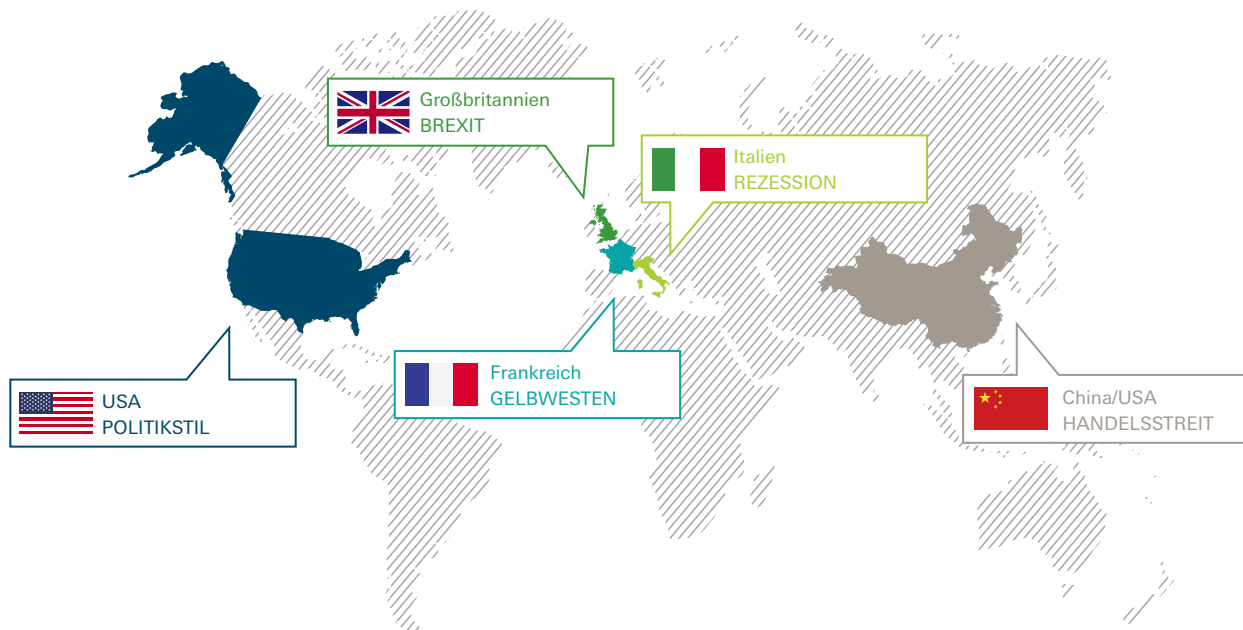 Großbritannien
BREXIT
Italien
REZESSION
Frankreich
GELBWESTEN
USA
POLITIKSTIL
China/USA
HANDELSSTREIT